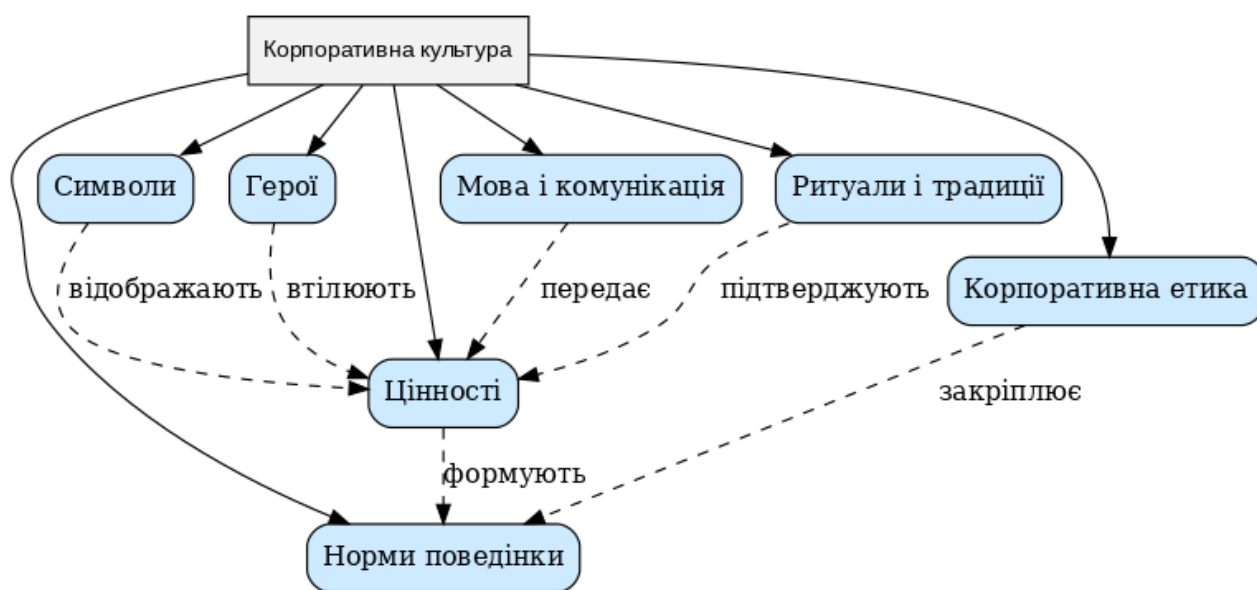 Корпоративна культура
Символи
Герої
Мова і комунікація
Ритуали і традиції
відображають
втілюють
передає
підтверджують
Корпоративна етика
Цінності
закріплює
формують
Норми поведінки